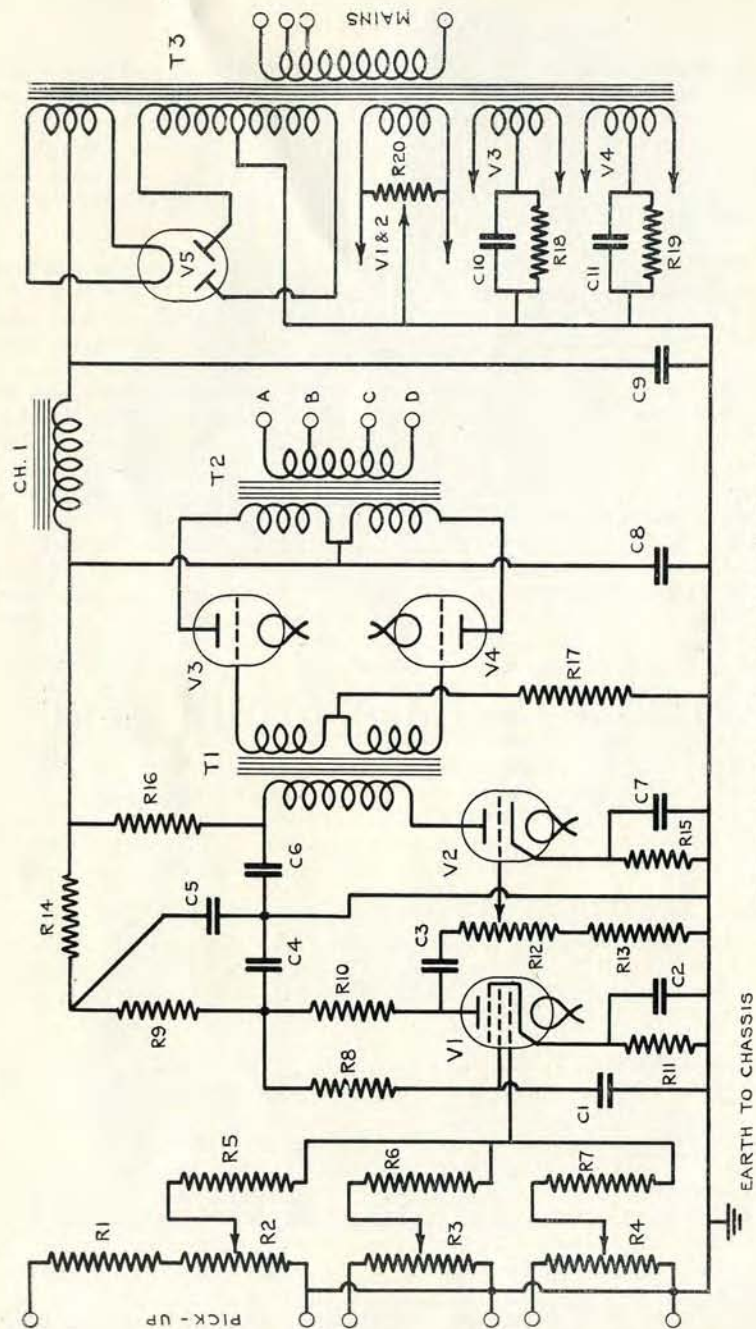 PICK-UP
R1
R2
R5
R3
R6
R4
R7
EARTH TO CHASSIS
R14
R9
R8
R10
C5
C4
C6
C3
V1
R12
R13
R11
C2
C1
R16
T1
V2
R15
C7
R17
V3
V4
T2
A
B
C
D
CH. 1
C8
C9
V5
T3
MAINS
V1 & 2
R20
V3
C10
R18
V4
C11
R19